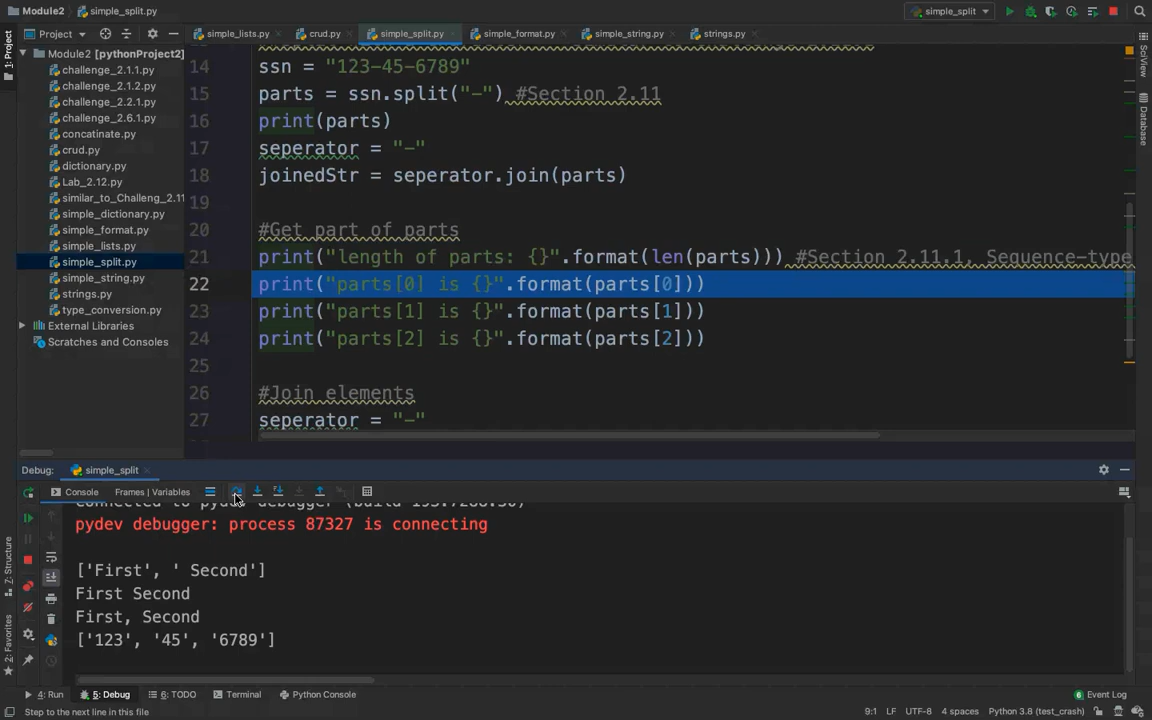 Module2 simple_split.py
simple_split
Project
simple_lists.py crud.py simple_split.py simple_format.py simple_string.py strings.py
1: Project
SciView
Database
Module2 [pythonProject2]
challenge_2.1.1.py
challenge_2.1.2.py
challenge_2.2.1.py
challenge_2.6.1.py
concatinate.py
crud.py
dictionary.py
Lab_2.12.py
similar_to_Challeng_2.11
simple_dictionary.py
simple_format.py
simple_lists.py
simple_split.py
simple_string.py
strings.py
type_conversion.py
External Libraries
Scratches and Consoles
14 ssn = "123-45-6789"
15 parts = ssn.split("-") #Section 2.11
16 print(parts)
17 seperator = "-"
18 joinedStr = seperator.join(parts)
19
20 #Get part of parts
21 print("length of parts: {}".format(len(parts))) #Section 2.11.1, Sequence-type
22 print("parts[0] is {}".format(parts[0]))
23 print("parts[1] is {}".format(parts[1]))
24 print("parts[2] is {}".format(parts[2]))
25
26 #Join elements
27 seperator = "-"
Debug: simple_split
Console Frames | Variables
pydev debugger: process 87327 is connecting
['First', ' Second']
First Second
First, Second
['123', '45', '6789']
7: Structure
2: Favorites
4: Run 5: Debug 6: TODO Terminal Python Console Event Log
Step to the next line in this file 9:1 LF UTF-8 4 spaces Python 3.8 (test_crash)